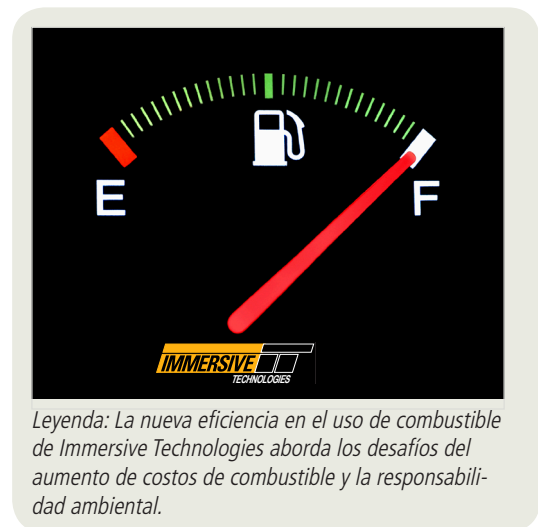 E
F
IMMERSIVE
TECHNOLOGIES
Leyenda: La nueva eficiencia en el uso de combustible
de Immersive Technologies aborda los desafíos del
aumento de costos de combustible y la responsabili-
dad ambiental.